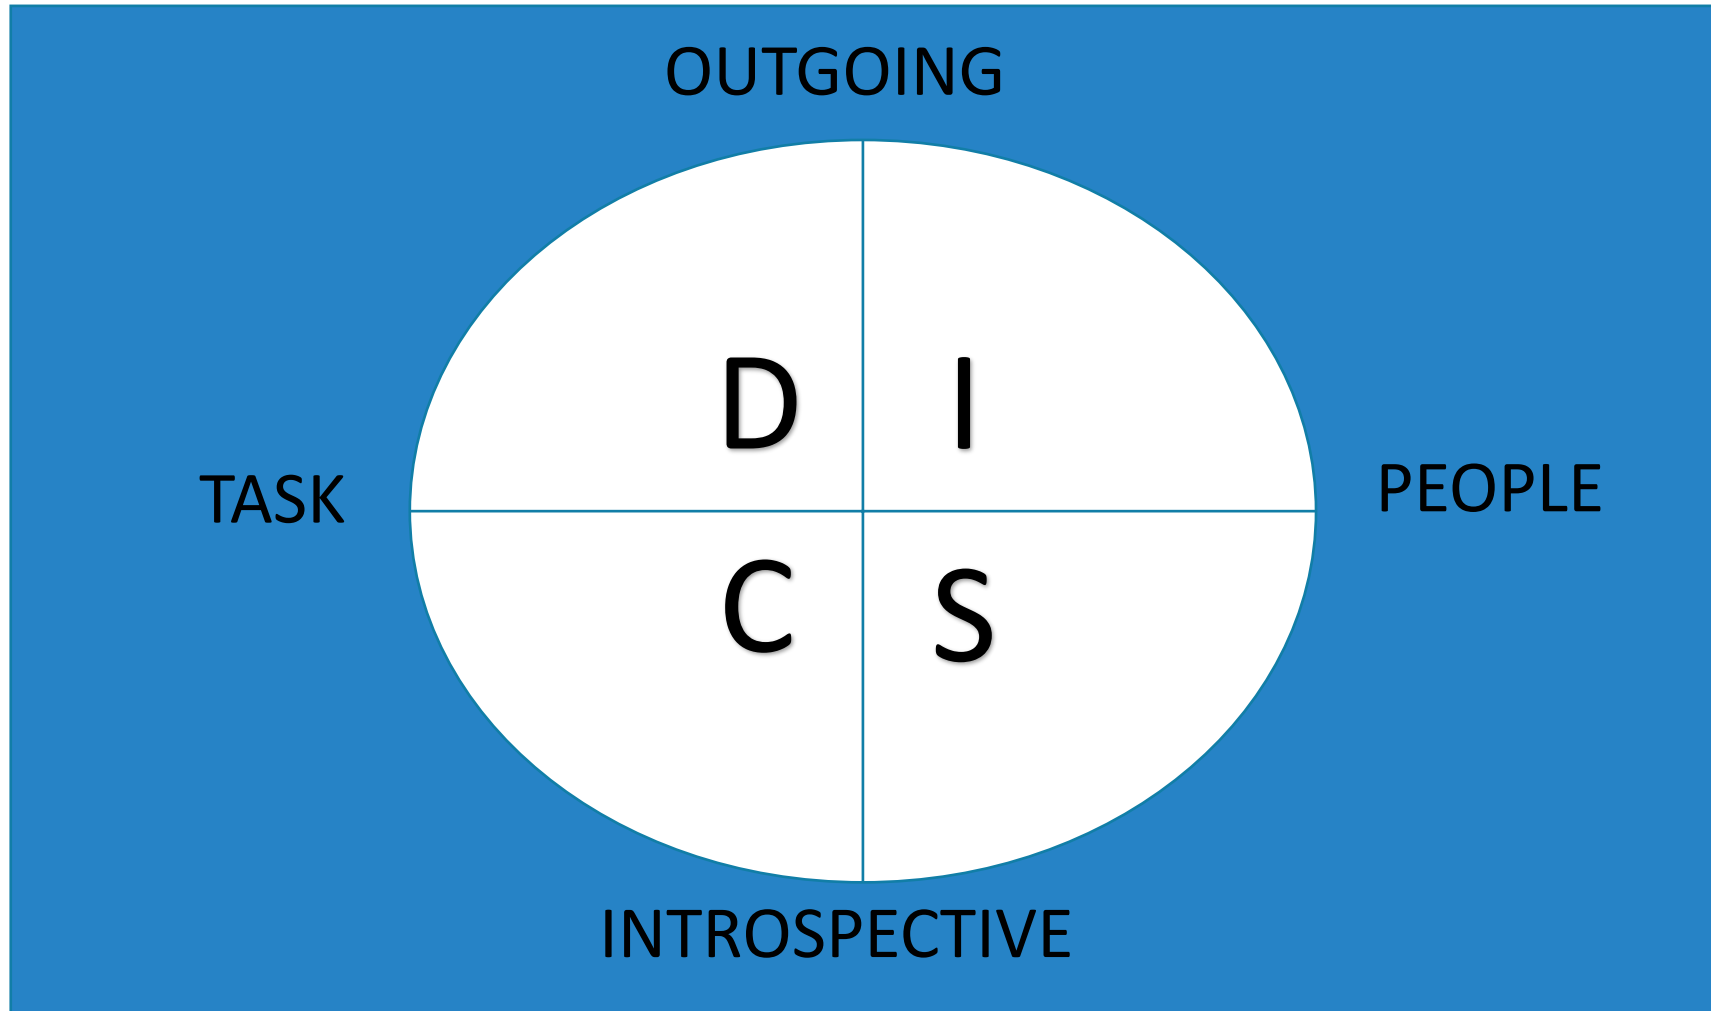 OUTGOING
D I
TASK
PEOPLE
C S
INTROSPECTIVE